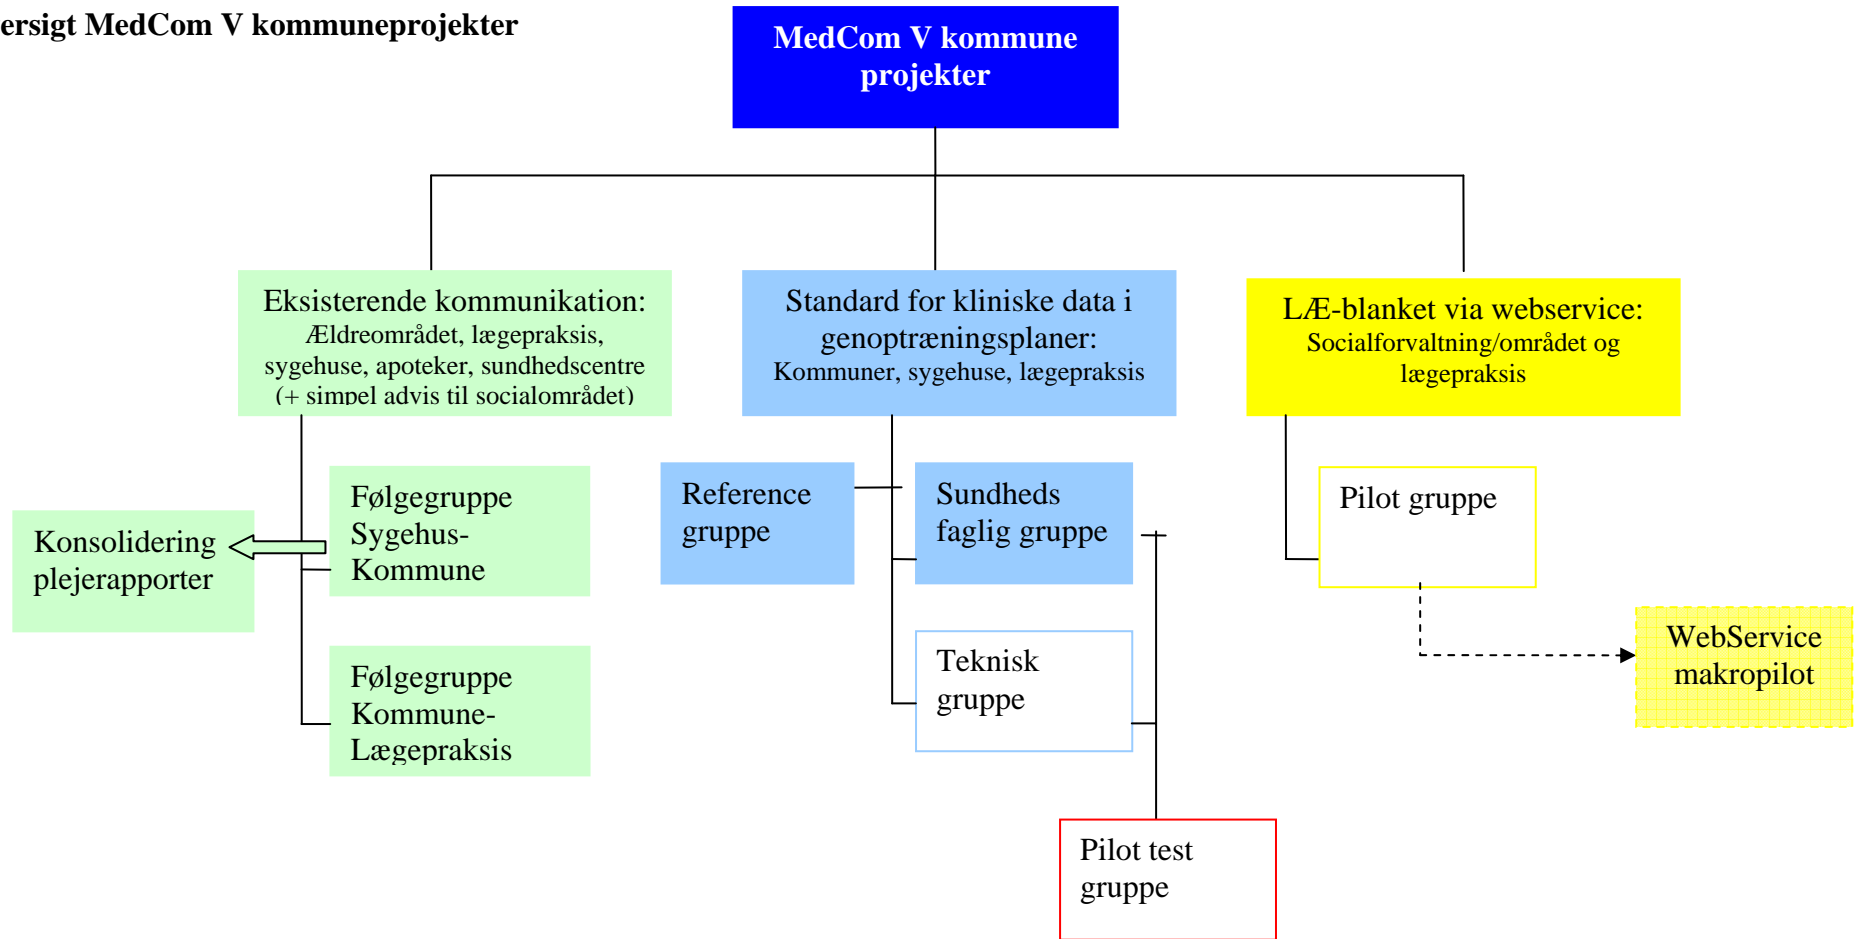 ersigt MedCom V kommuneprojekter
MedCom V kommune
projekter
Eksisterende kommunikation:
Ældreområdet, lægepraksis,
sygehuse, apoteker, sundhedscentre
(+ simpel advis til socialområdet)
Standard for kliniske data i
genoptræningsplaner:
Kommuner, sygehuse, lægepraksis
LÆ-blanket via webservice:
Socialforvaltning/området og
lægepraksis
Konsolidering
plejerapporter
Følgegruppe
Sygehus-
Kommune
Følgegruppe
Kommune-
Lægepraksis
Reference
gruppe
Sundheds
faglig gruppe
Teknisk
gruppe
Pilot test
gruppe
Pilot gruppe
WebService
makropilot